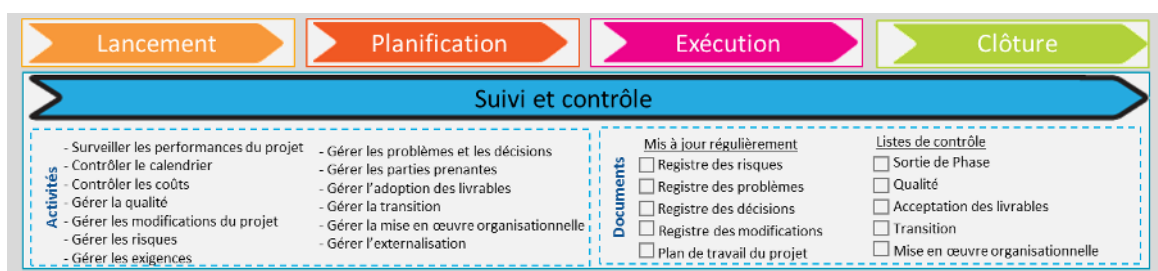 Lancement
Planification
Exécution
Clôture
Suivi et contrôle
Activités
- Surveiller les performances du projet
- Contrôler le calendrier
- Contrôler les coûts
- Gérer la qualité
- Gérer les modifications du projet
- Gérer les risques
- Gérer les exigences
- Gérer les problèmes et les décisions
- Gérer les parties prenantes
- Gérer l'adoption des livrables
- Gérer la transition
- Gérer la mise en œuvre organisationnelle
- Gérer l'externalisation
Documents
Mis à jour régulièrement
Registre des risques
Registre des problèmes
Registre des décisions
Registre des modifications
Plan de travail du projet
Listes de contrôle
Sortie de Phase
Qualité
Acceptation des livrables
Transition
Mise en œuvre organisationnelle